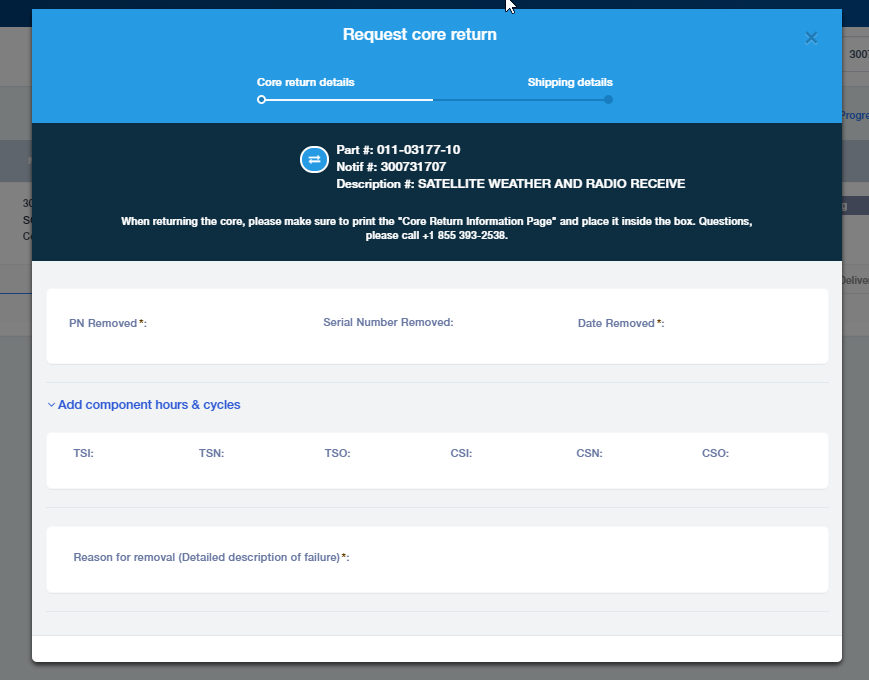 Request core return
Core return details
Shipping details
Part #: 011-03177-10
Notif #: 300731707
Description #: SATELLITE WEATHER AND RADIO RECEIVE
When returning the core, please make sure to print the "Core Return Information Page" and place it inside the box. Questions,
please call +1 855 393-2538.
PN Removed*:
Serial Number Removed:
Date Removed*:
Add component hours & cycles
TSI:
TSN:
TSO:
CSI:
CSN:
CSO:
Reason for removal (Detailed description of failure)*: